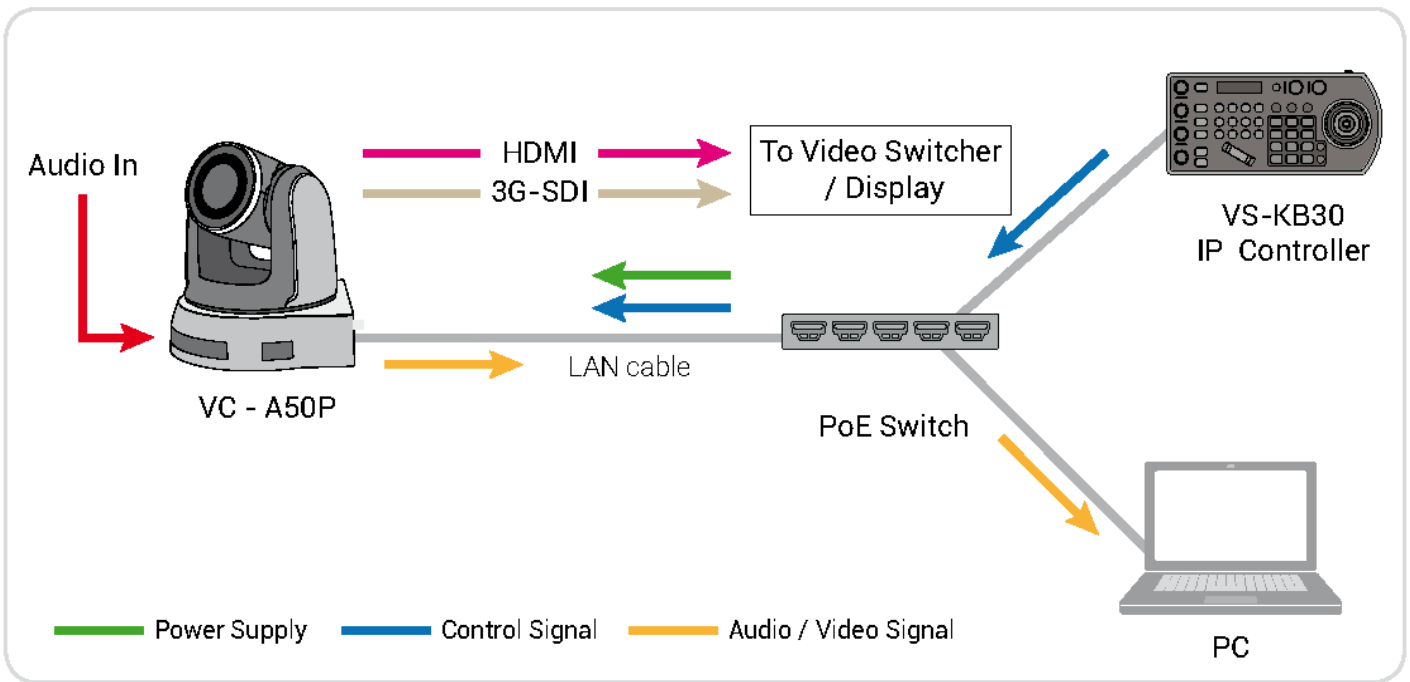 Audio In
HDMI
3G-SDI
To Video Switcher
/ Display
VS-KB30
IP Controller
LAN cable
VC - A50P
PoE Switch
PC
Power Supply
Control Signal
Audio / Video Signal